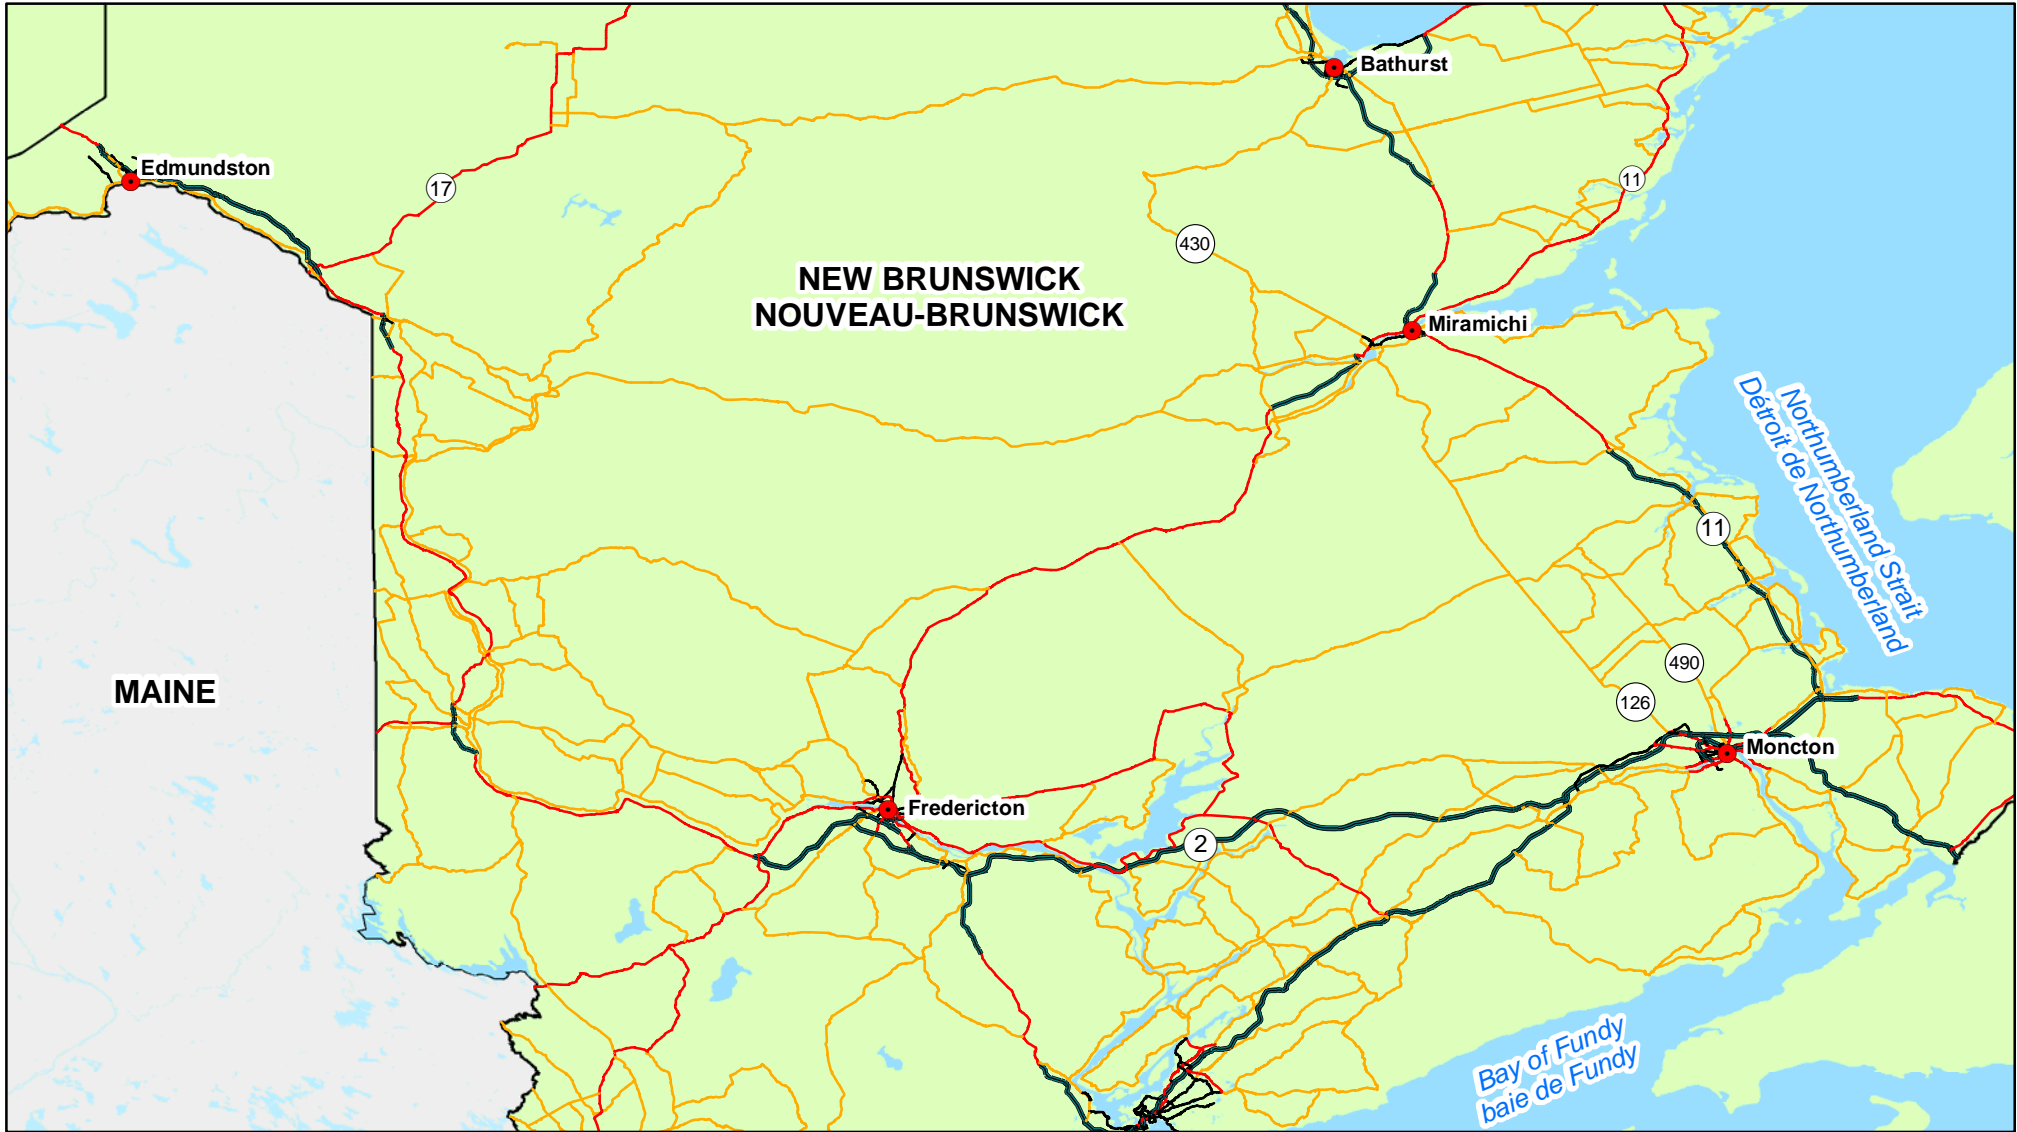 Bathurst
Edmundston
17
11
430
NEW BRUNSWICK
NOUVEAU-BRUNSWICK
Miramichi
Northumberland Strait
Détroit de Northumberland
11
490
MAINE
126
Moncton
Fredericton
2
Bay of Fundy
baie de Fundy